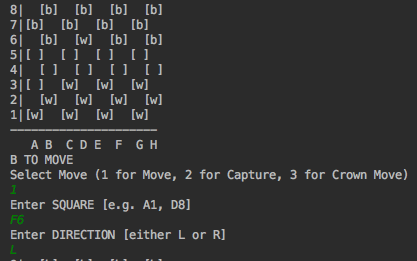 8|  [b]  [b]  [b]  [b]
7|[b]  [b]  [b]  [b]
6|  [b]  [w]  [b]  [b]
5|[ ]  [ ]  [ ]  [ ]
4|  [ ]  [ ]  [ ]  [ ]
3|[ ]  [w]  [w]  [w]
2|  [w]  [w]  [w]  [w]
1|[w]  [w]  [w]  [w]
A B  C D E  F  G H
B TO MOVE
Select Move (1 for Move, 2 for Capture, 3 for Crown Move)
1
Enter SQUARE [e.g. A1, D8]
F6
Enter DIRECTION [either L or R]
L